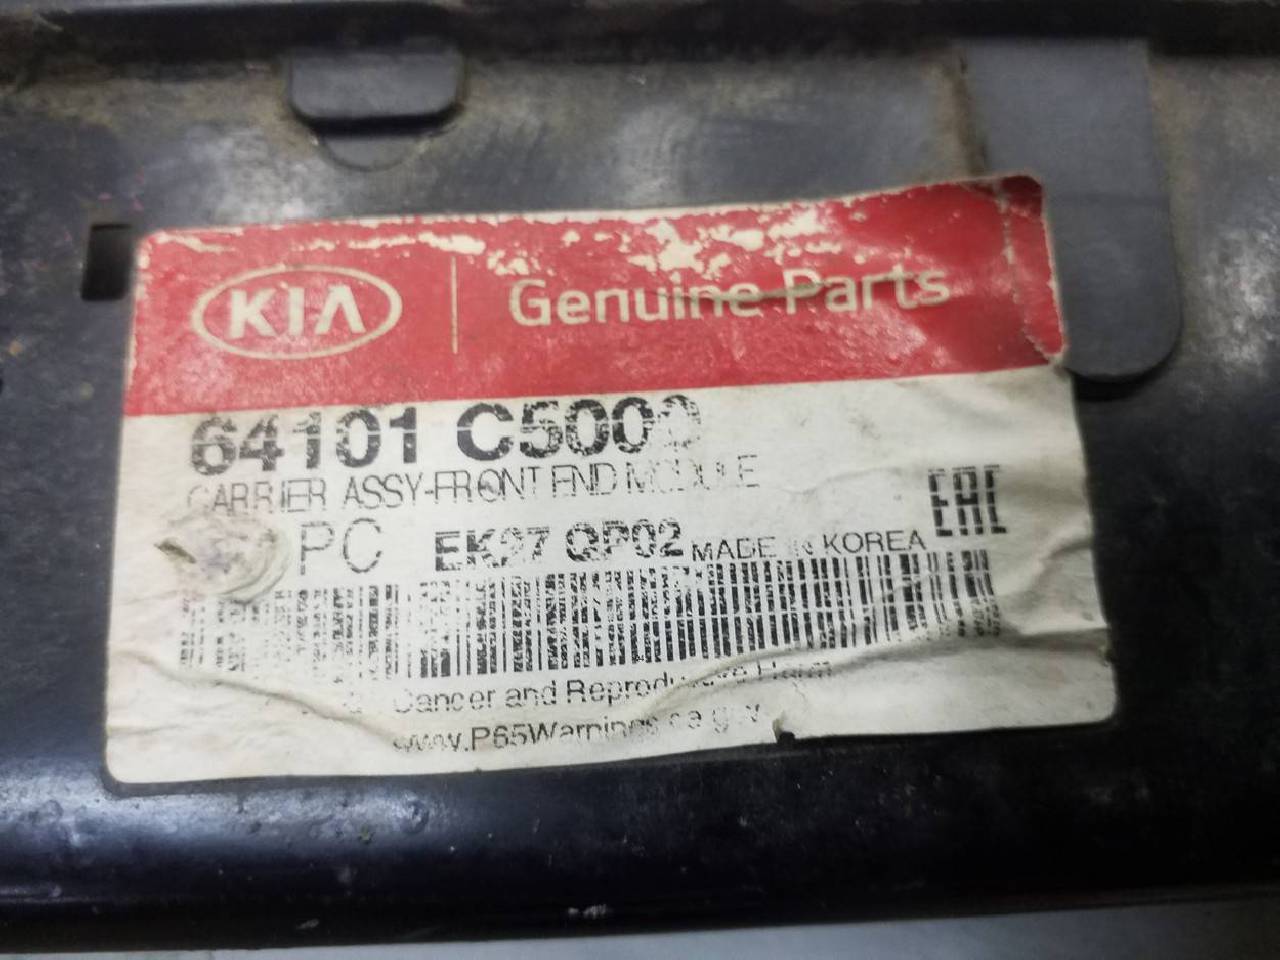 KIA Genuine Parts
64101 C5000
CARRIER ASSY-FRONT END MODULE
PC EK27 QP02 MADE IN KOREA
EAC
Cancer and Reproductive Harm
www.P65Warnings.ca.gov